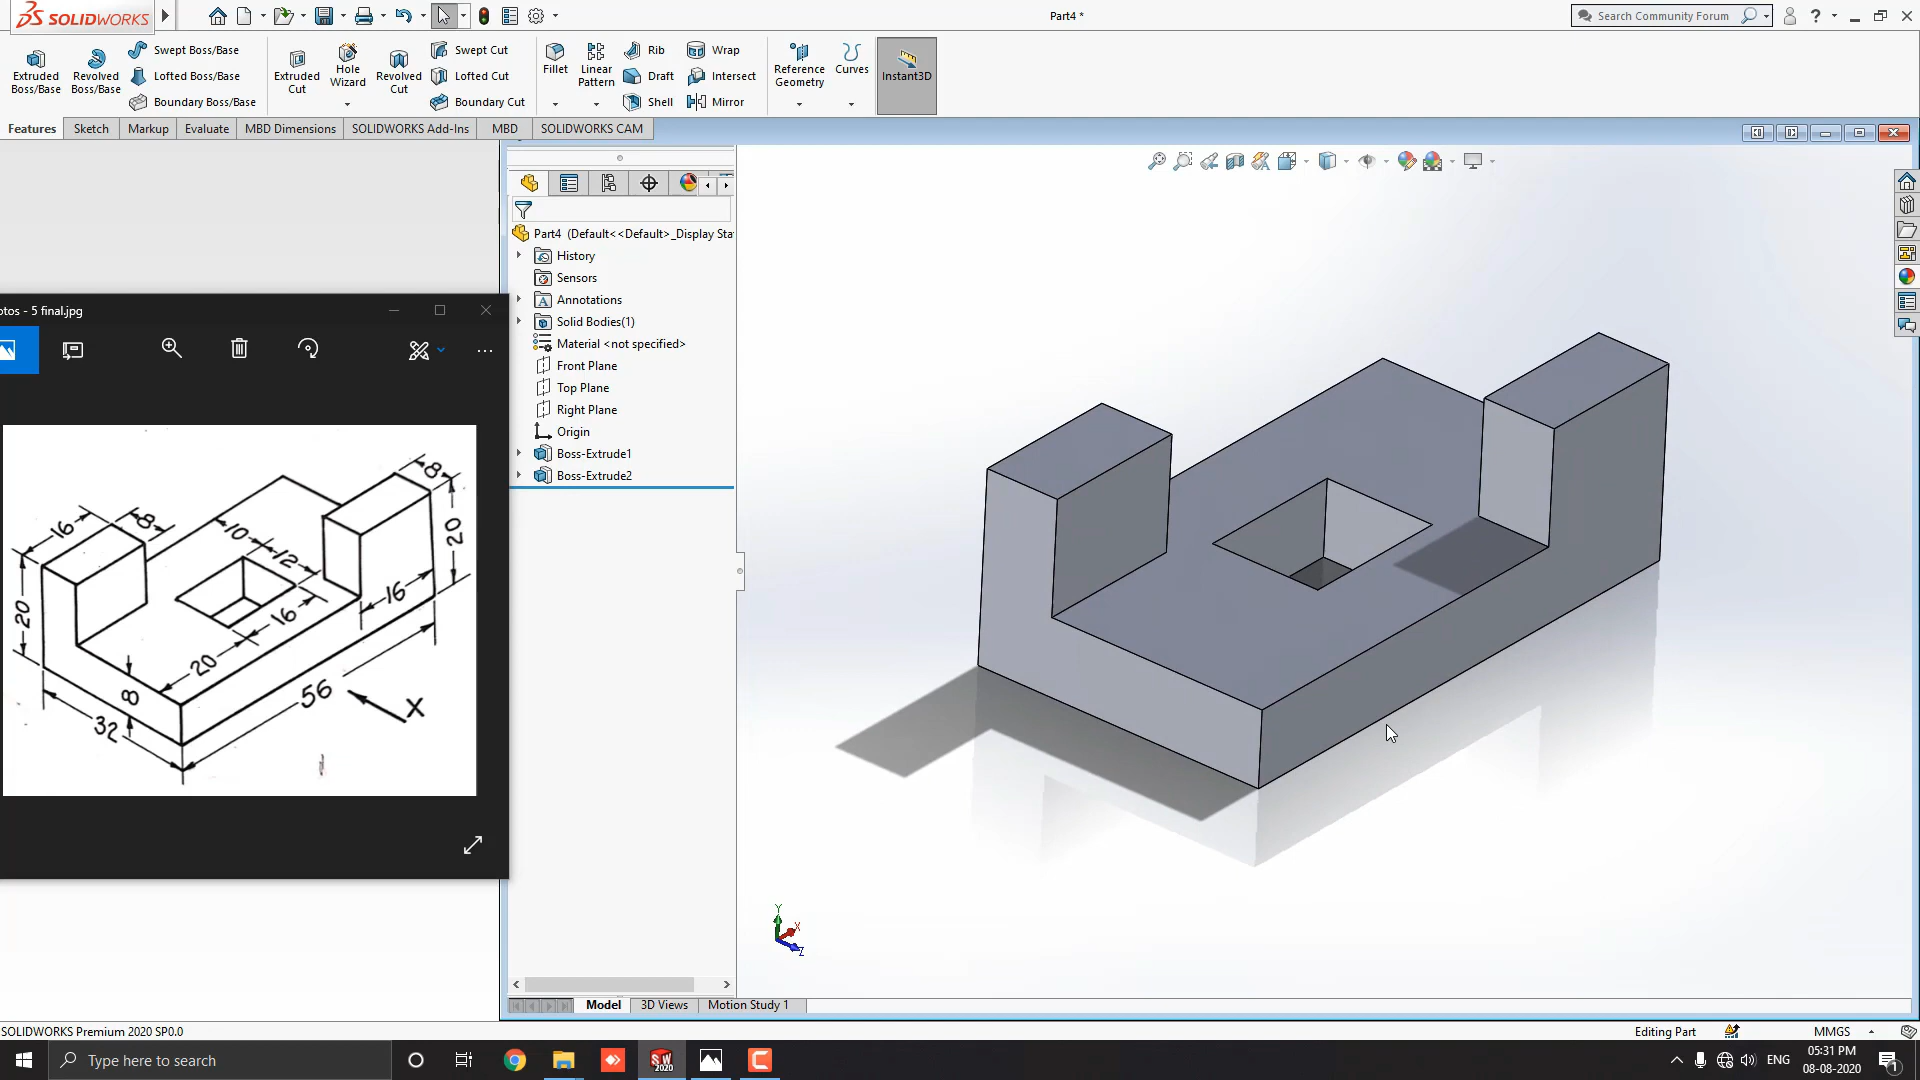 SOLIDWORKS
Part4 *
Search Community Forum
Extruded Boss/Base
Revolved Boss/Base
Swept Boss/Base
Lofted Boss/Base
Boundary Boss/Base
Extruded Cut
Hole Wizard
Revolved Cut
Swept Cut
Lofted Cut
Boundary Cut
Fillet
Linear Pattern
Rib
Draft
Shell
Wrap
Intersect
Mirror
Reference Geometry
Curves
Instant3D
Features
Sketch
Markup
Evaluate
MBD Dimensions
SOLIDWORKS Add-Ins
MBD
SOLIDWORKS CAM
Part4 (Default<<Default>_Display Sta
History
Sensors
Annotations
Solid Bodies(1)
Material <not specified>
Front Plane
Top Plane
Right Plane
Origin
Boss-Extrude1
Boss-Extrude2
otos - 5 final.jpg
8
16
8
10
20
12
20
16
16
20
8
56
X
32
Y
X
Z
Model
3D Views
Motion Study 1
SOLIDWORKS Premium 2020 SP0.0
Editing Part
MMGS
Type here to search
SW
2020
ENG
05:31 PM
08-08-2020
1